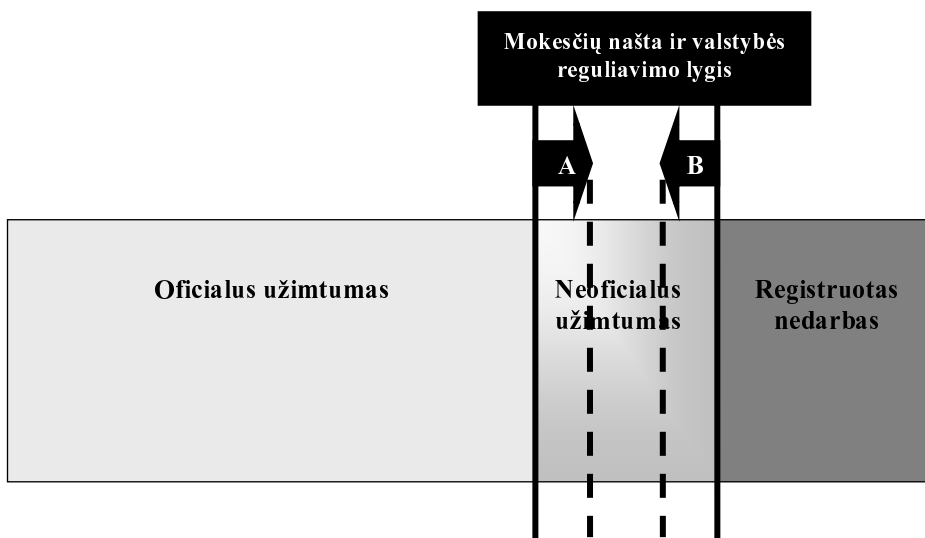 Mokesčių našta ir valstybės
reguliavimo lygis
A
B
Oficialus užimtumas
Neoficialus
užimtumas
Registruotas
nedarbas